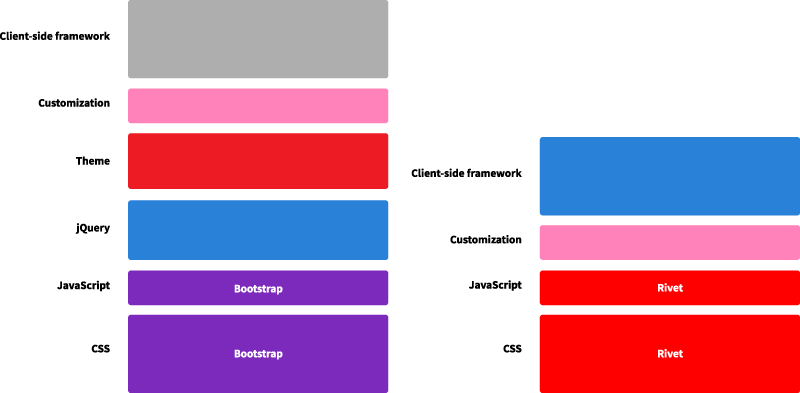 Client-side framework
Customization
Theme
jQuery
JavaScript
Bootstrap
CSS
Bootstrap
Client-side framework
Customization
JavaScript
Rivet
CSS
Rivet